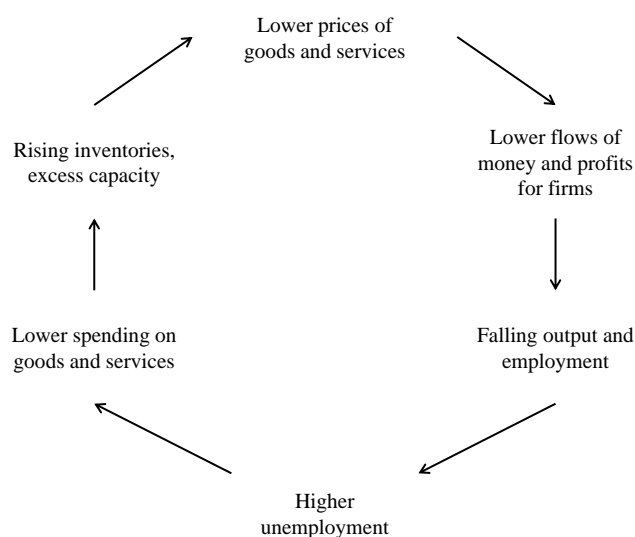 Lower prices of
goods and services
Lower flows of
money and profits
for firms
Falling output and
employment
Higher
unemployment
Lower spending on
goods and services
Rising inventories,
excess capacity